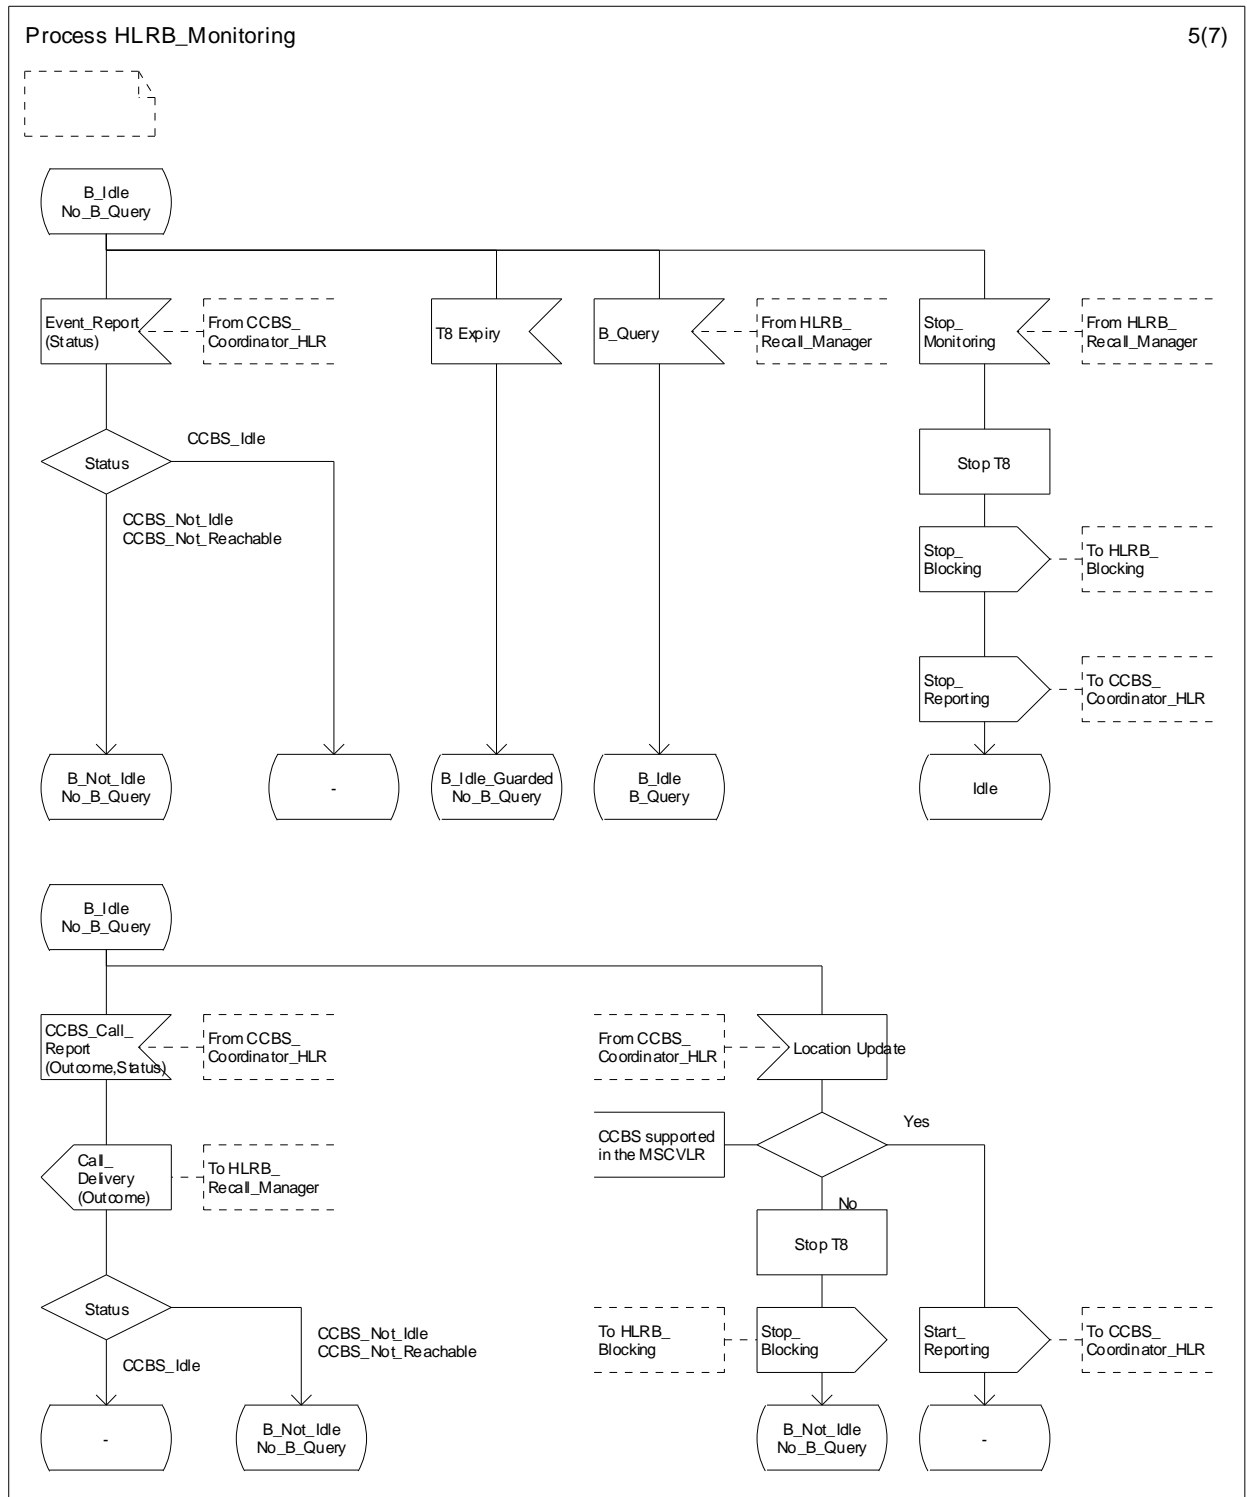 Process HLRB_Monitoring
5(7)
B_Idle
No_B_Query
Event_Report
(Status)
From CCBS_
Coordinator_HLR
T8 Expiry
B_Query
From HLRB_
Recall_Manager
Stop_
Monitoring
From HLRB_
Recall_Manager
Status
CCBS_Idle
CCBS_Not_Idle
CCBS_Not_Reachable
Stop T8
Stop_
Blocking
To HLRB_
Blocking
Stop_
Reporting
To CCBS_
Coordinator_HLR
B_Not_Idle
No_B_Query
-
B_Idle_Guarded
No_B_Query
B_Idle
B_Query
Idle
B_Idle
No_B_Query
CCBS_Call_
Report
(Outcome,Status)
From CCBS_
Coordinator_HLR
From CCBS_
Coordinator_HLR
Location Update
CCBS supported
in the MSCVLR
Yes
No
Call_
Delivery
(Outcome)
To HLRB_
Recall_Manager
Stop T8
Status
CCBS_Idle
CCBS_Not_Idle
CCBS_Not_Reachable
To HLRB_
Blocking
Stop_
Blocking
Start_
Reporting
To CCBS_
Coordinator_HLR
-
B_Not_Idle
No_B_Query
B_Not_Idle
No_B_Query
-